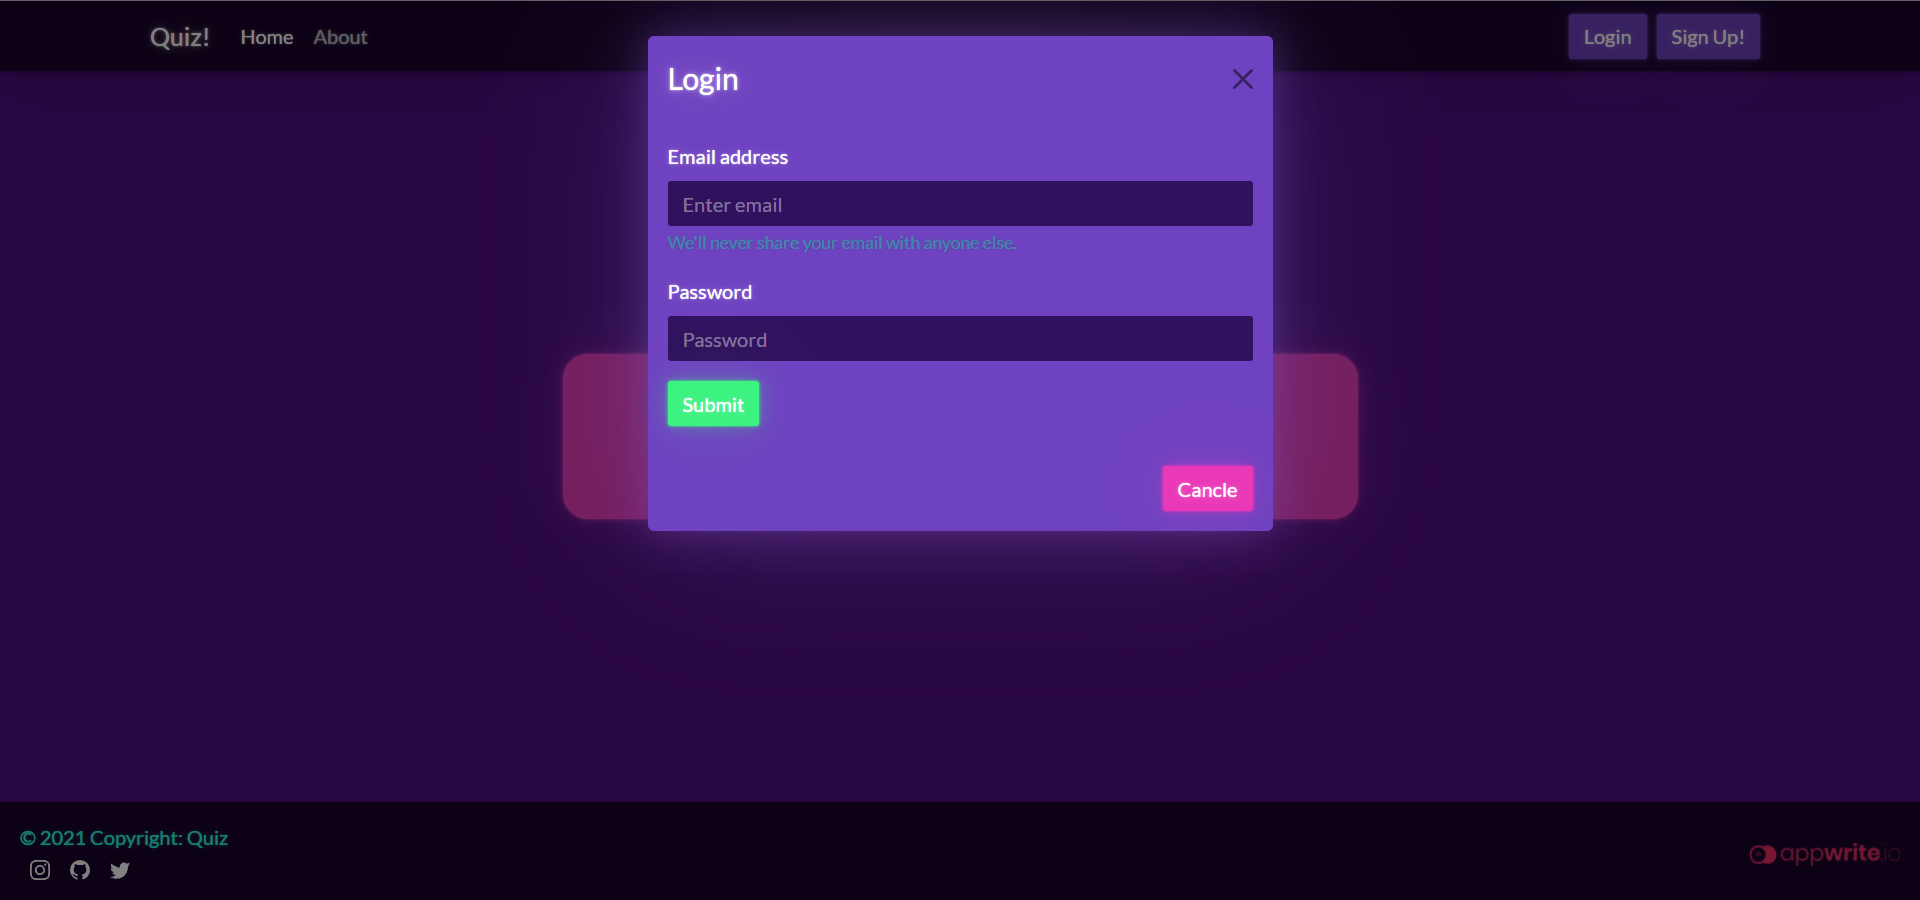 Quiz! Home About Login Sign Up!
Login
Email address
Enter email
We'll never share your email with anyone else.
Password
Password
Submit
Cancle
© 2021 Copyright: Quiz
appwrite.io